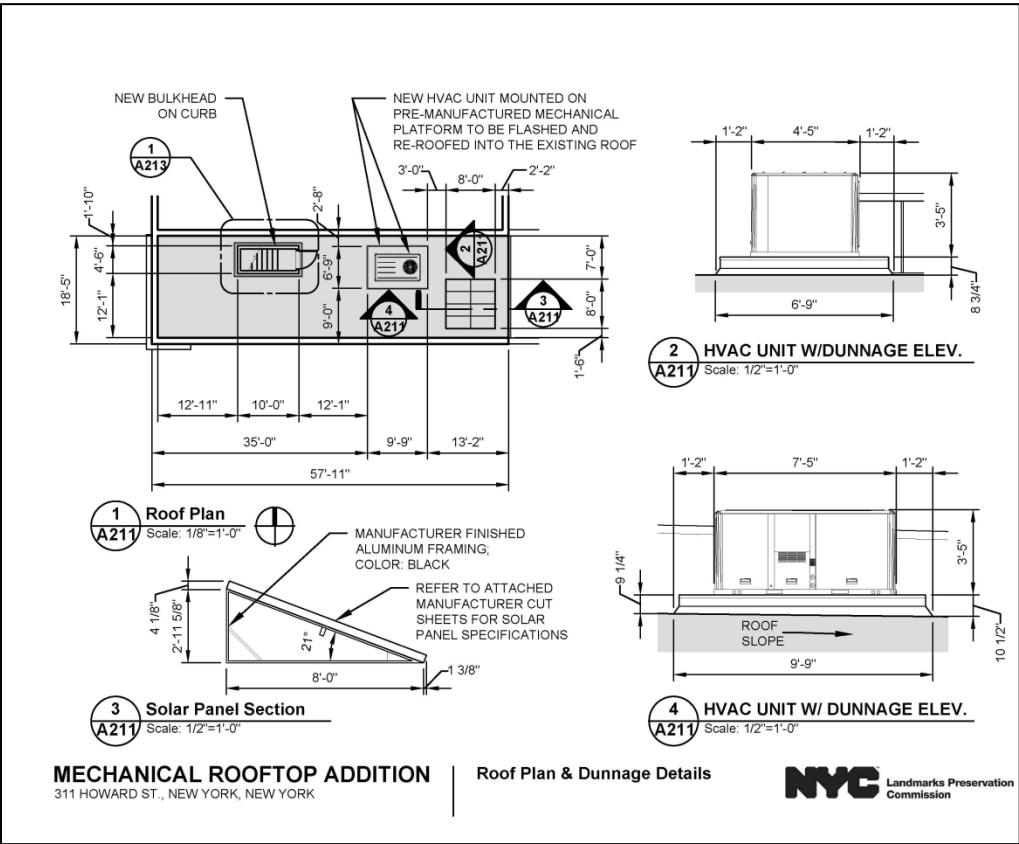 NEW BULKHEAD
ON CURB
NEW HVAC UNIT MOUNTED ON
PRE-MANUFACTURED MECHANICAL
PLATFORM TO BE FLASHED AND
RE-ROOFED INTO THE EXISTING ROOF
1
A213
3'-0"
8'-0"
2'-2"
1'-10"
4'-6"
12'-1"
18'-5"
2'-8"
6'-9"
9'-0"
2
A211
3
A211
4
A211
7'-0"
8'-0"
1'-6"
12'-11"
10'-0"
12'-1"
35'-0"
9'-9"
13'-2"
57'-11"
1
A211
Roof Plan
Scale: 1/8"=1'-0"
1'-2"
4'-5"
1'-2"
3'-5"
8 3/4"
6'-9"
2
A211
HVAC UNIT W/DUNNAGE ELEV.
Scale: 1/2"=1'-0"
MANUFACTURER FINISHED
ALUMINUM FRAMING;
COLOR: BLACK
REFER TO ATTACHED
MANUFACTURER CUT
SHEETS FOR SOLAR
PANEL SPECIFICATIONS
4 1/8"
2'-11 5/8"
21°
8'-0"
1 3/8"
3
A211
Solar Panel Section
Scale: 1/2"=1'-0"
1'-2"
7'-5"
1'-2"
9 1/4"
3'-5"
10 1/2"
ROOF
SLOPE
9'-9"
4
A211
HVAC UNIT W/ DUNNAGE ELEV.
Scale: 1/2"=1'-0"
MECHANICAL ROOFTOP ADDITION
311 HOWARD ST., NEW YORK, NEW YORK
Roof Plan & Dunnage Details
NYC
Landmarks Preservation
Commission